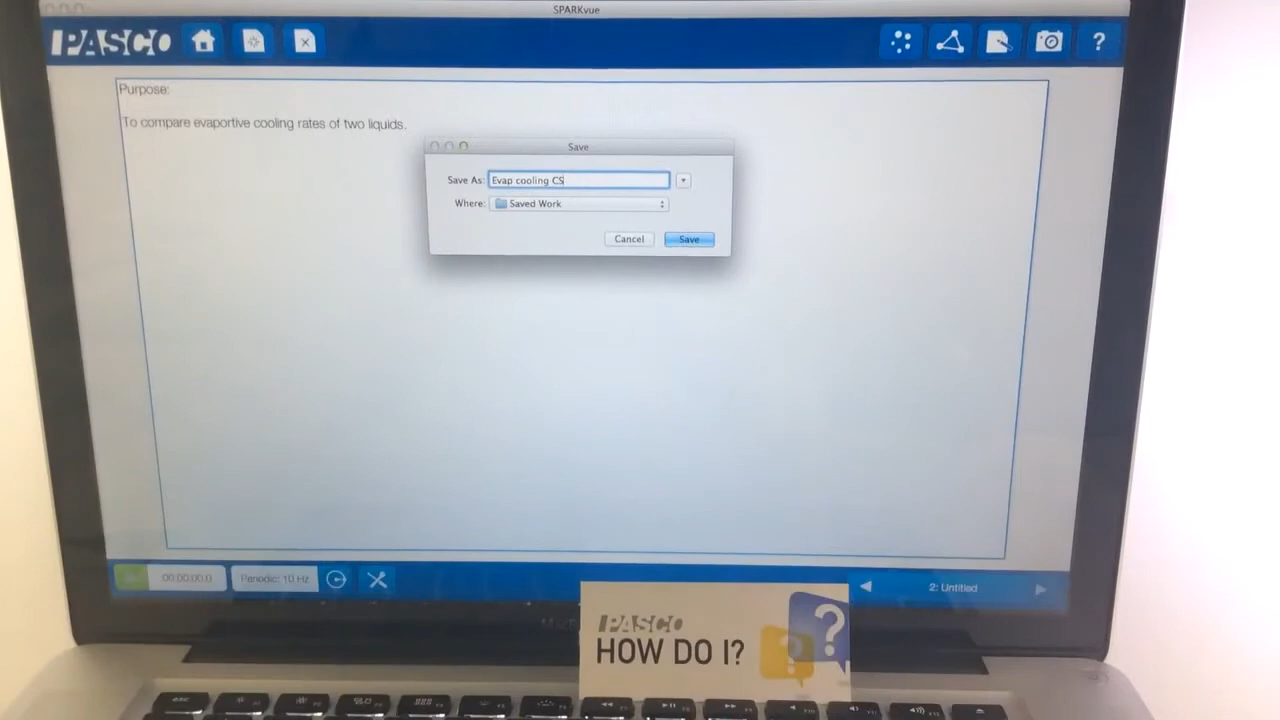 SPARKvue
PASCO
?
Purpose:
To compare evaportive cooling rates of two liquids.
Save
Save As: Evap cooling CS
Where: Saved Work
Cancel Save
00:00:00.0 Periodic: 10 Hz 2: Untitled
PASCO
HOW DO I?
? ?
esc